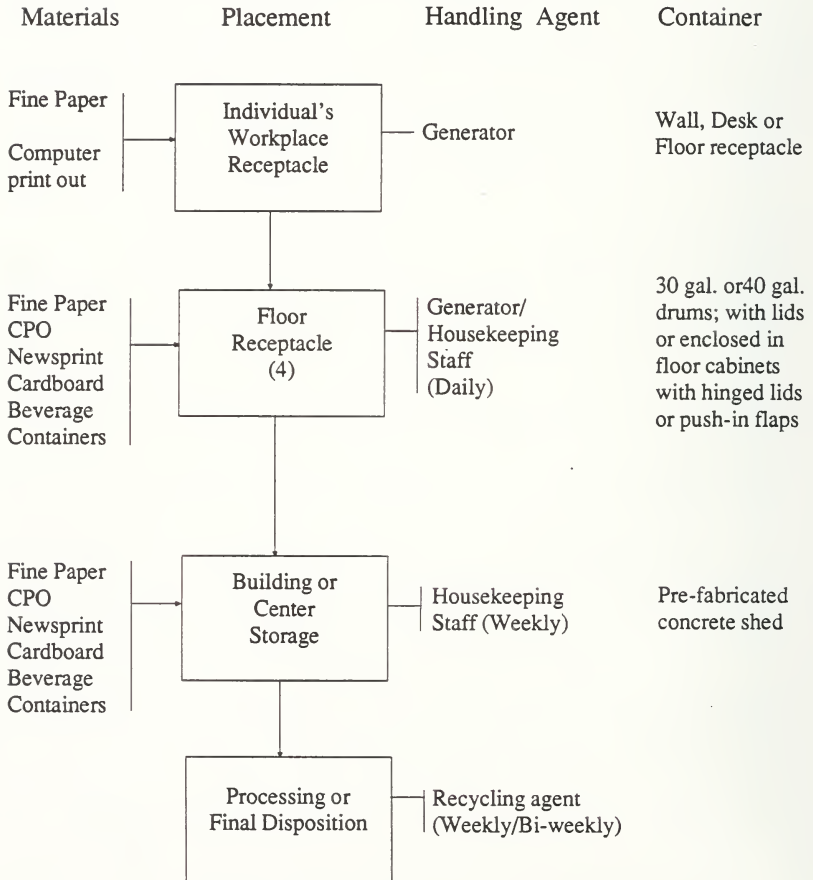 Materials Placement Handling Agent Container
Fine Paper
Computer
print out
Individual's
Workplace
Receptacle
Generator
Wall, Desk or
Floor receptacle
Fine Paper
CPO
Newsprint
Cardboard
Beverage
Containers
Floor
Receptacle
(4)
Generator/
Housekeeping
Staff
(Daily)
30 gal. or40 gal.
drums; with lids
or enclosed in
floor cabinets
with hinged lids
or push-in flaps
Fine Paper
CPO
Newsprint
Cardboard
Beverage
Containers
Building or
Center
Storage
Housekeeping
Staff (Weekly)
Pre-fabricated
concrete shed
Processing or
Final Disposition
Recycling agent
(Weekly/Bi-weekly)